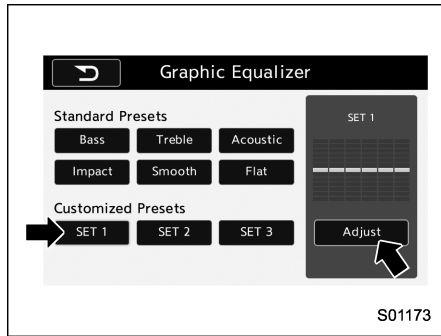 Graphic Equalizer
Standard Presets
Bass Treble Acoustic
Impact Smooth Flat
Customized Presets
SET 1 SET 2 SET 3
SET 1
Adjust
S01173